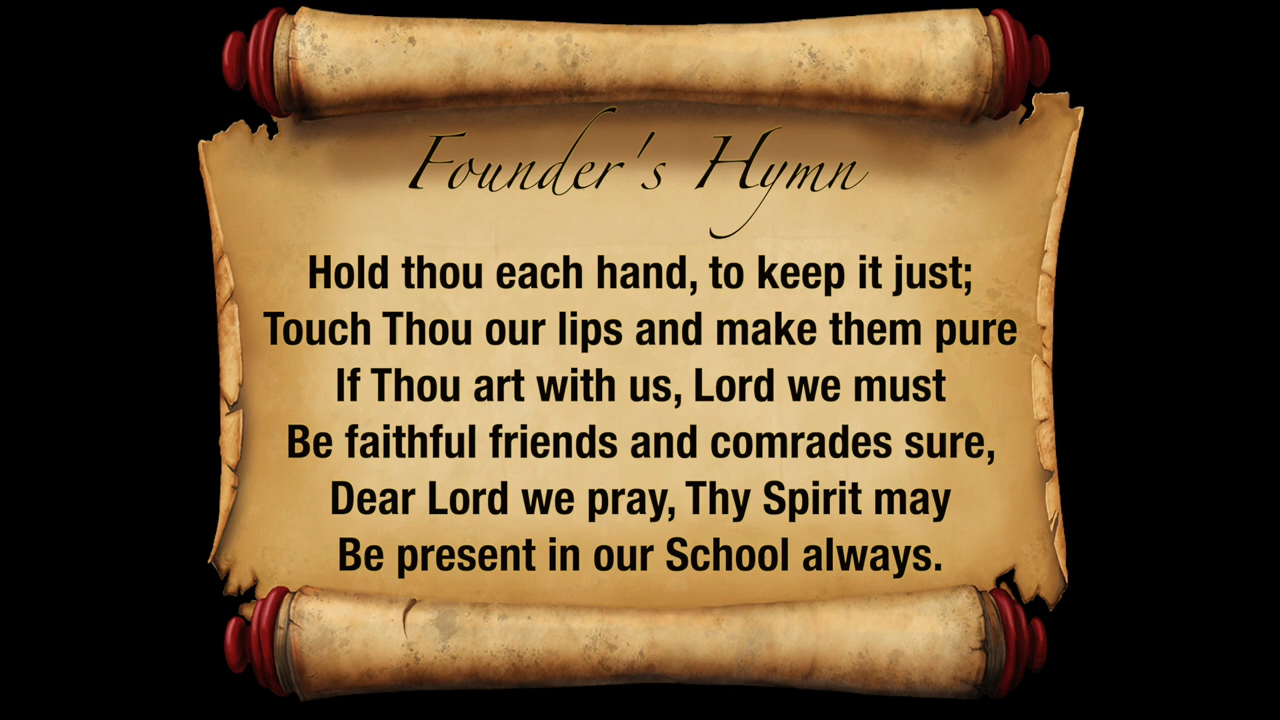 Founder's Hymn
Hold thou each hand, to keep it just;
Touch Thou our lips and make them pure
If Thou art with us, Lord we must
Be faithful friends and comrades sure,
Dear Lord we pray, Thy Spirit may
Be present in our School always.